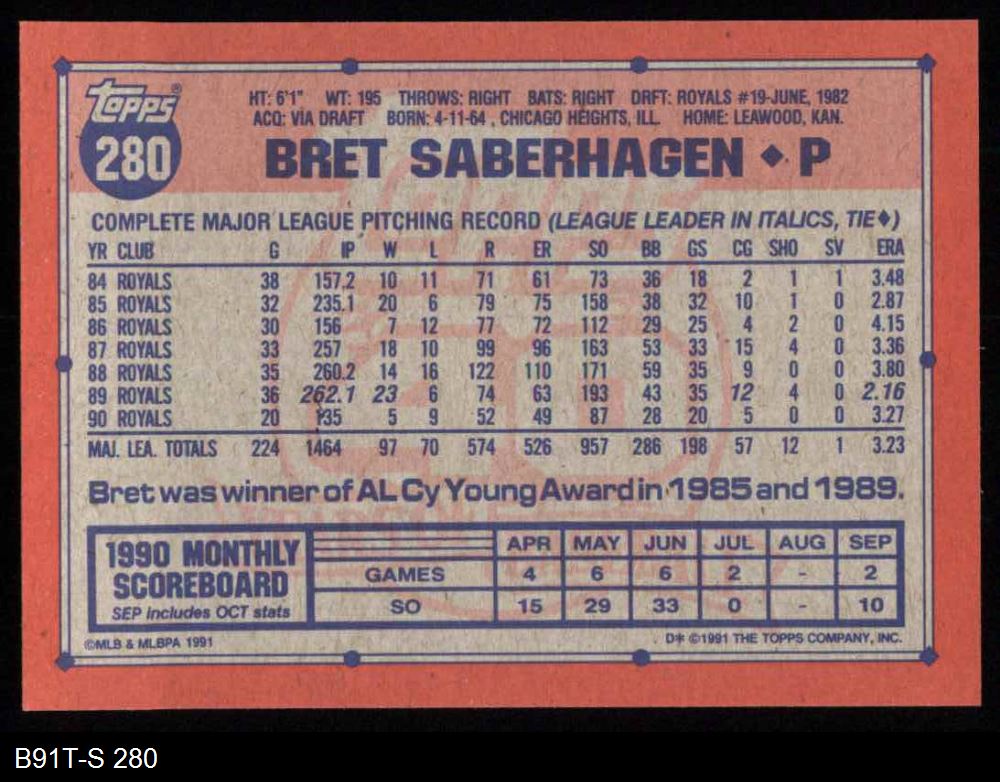 Topps®
280
HT: 6'1" WT: 195 THROWS: RIGHT BATS: RIGHT DRFT: ROYALS #19-JUNE, 1982
ACQ: VIA DRAFT BORN: 4-11-64 , CHICAGO HEIGHTS, ILL. HOME: LEAWOOD, KAN.
BRET SABERHAGEN ◆ P
COMPLETE MAJOR LEAGUE PITCHING RECORD (LEAGUE LEADER IN ITALICS, TIE◆)
YR CLUB G IP W L R ER SO BB GS CG SHO SV ERA
84 ROYALS 38 157.2 10 11 71 61 73 36 18 2 1 1 3.48
85 ROYALS 32 235.1 20 6 79 75 158 38 32 10 1 0 2.87
86 ROYALS 30 156 7 12 77 72 112 29 25 4 2 0 4.15
87 ROYALS 33 257 18 10 99 96 163 53 33 15 4 0 3.36
88 ROYALS 35 260.2 14 16 122 110 171 59 35 9 0 0 3.80
89 ROYALS 36 262.1 23 6 74 63 193 43 35 12 4 0 2.16
90 ROYALS 20 135 5 9 52 49 87 28 20 5 0 0 3.27
MAJ. LEA. TOTALS 224 1464 97 70 574 526 957 286 198 57 12 1 3.23
Bret was winner of AL Cy Young Award in 1985 and 1989.
1990 MONTHLY SCOREBOARD
SEP includes OCT stats
APR MAY JUN JUL AUG SEP
GAMES 4 6 6 2 - 2
SO 15 29 33 0 - 10
©MLB & MLBPA 1991
D* ©1991 THE TOPPS COMPANY, INC.
B91T-S 280